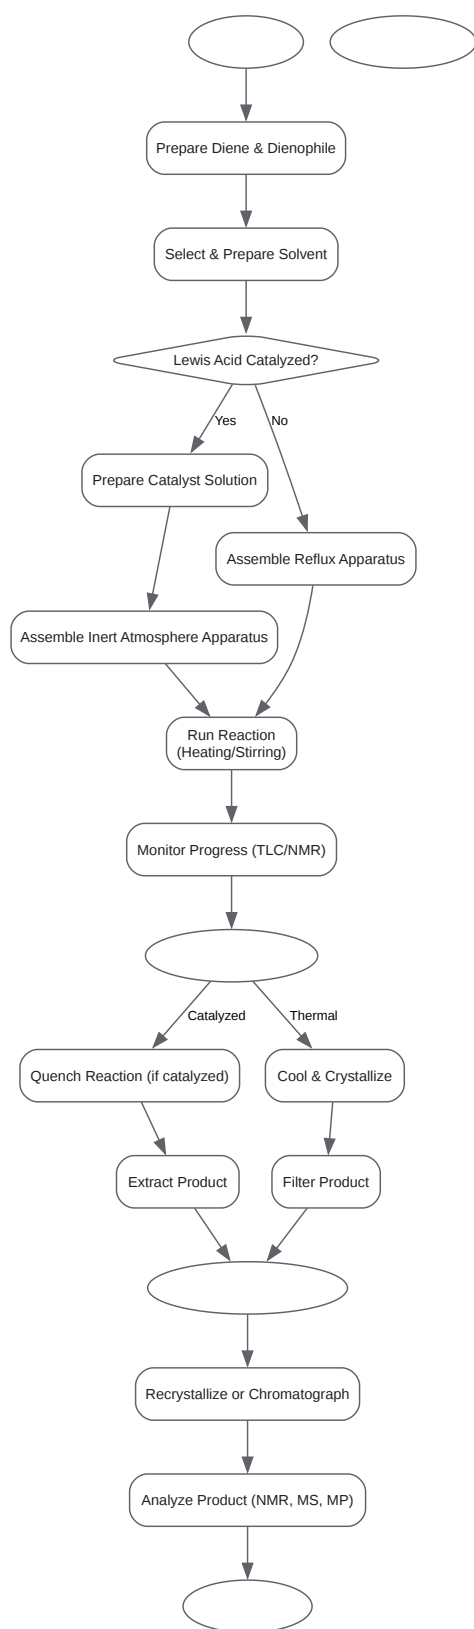 Prepare Diene & Dienophile
Select & Prepare Solvent
Lewis Acid Catalyzed?
Yes
No
Prepare Catalyst Solution
Assemble Reflux Apparatus
Assemble Inert Atmosphere Apparatus
Run Reaction
(Heating/Stirring)
Monitor Progress (TLC/NMR)
Catalyzed
Thermal
Quench Reaction (if catalyzed)
Cool & Crystallize
Extract Product
Filter Product
Recrystallize or Chromatograph
Analyze Product (NMR, MS, MP)